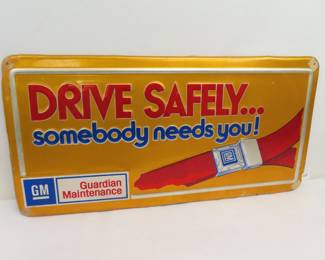 DRIVE SAFELY...
somebody needs you!
GM
GM
Guardian
Maintenance